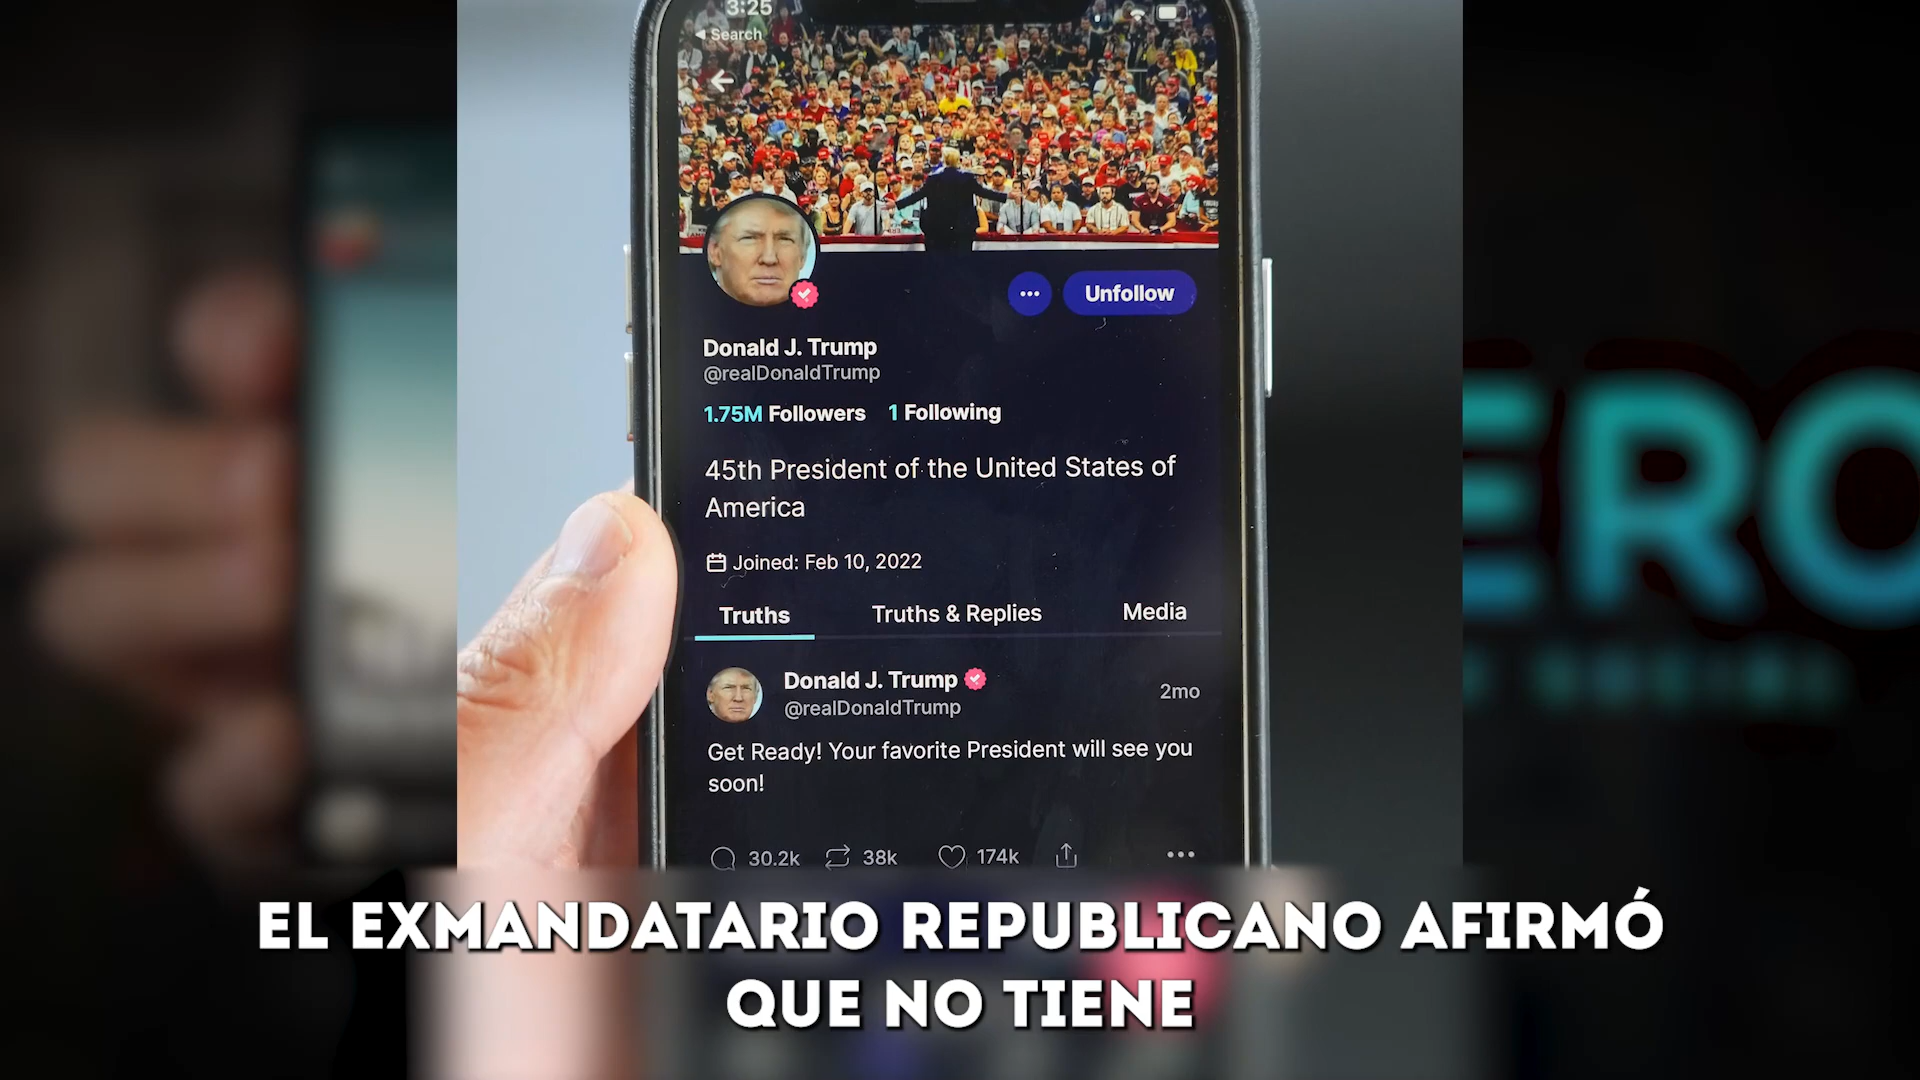 3:25
Search
Unfollow
Donald J. Trump
@realDonaldTrump
1.75M Followers 1 Following
45th President of the United States of
America
Joined: Feb 10, 2022
Truths Truths & Replies Media
Donald J. Trump
@realDonaldTrump
2mo
Get Ready! Your favorite President will see you
soon!
30.2k 38k 174k
ERO
EL EXMANDATARIO REPUBLICANO AFIRMÓ
QUE NO TIENE